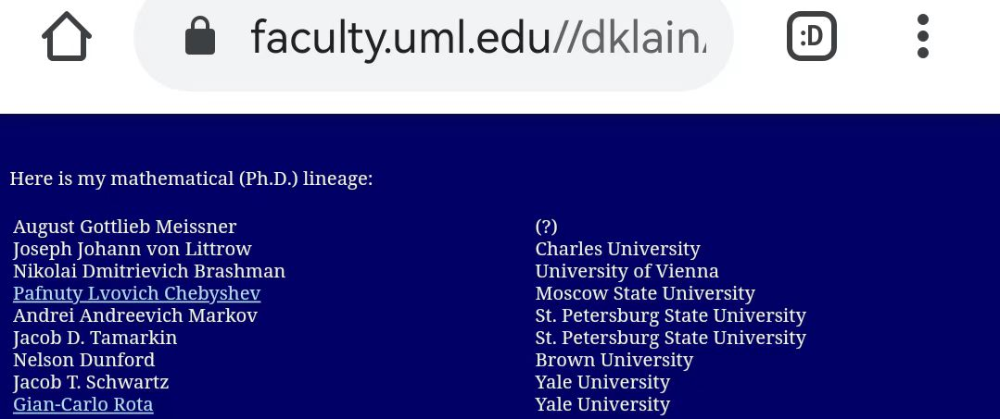 faculty.uml.edu//dklain
:D
Here is my mathematical (Ph.D.) lineage:
August Gottlieb Meissner (?)
Joseph Johann von Littrow Charles University
Nikolai Dmitrievich Brashman University of Vienna
Pafnuty Lvovich Chebyshev Moscow State University
Andrei Andreevich Markov St. Petersburg State University
Jacob D. Tamarkin St. Petersburg State University
Nelson Dunford Brown University
Jacob T. Schwartz Yale University
Gian-Carlo Rota Yale University